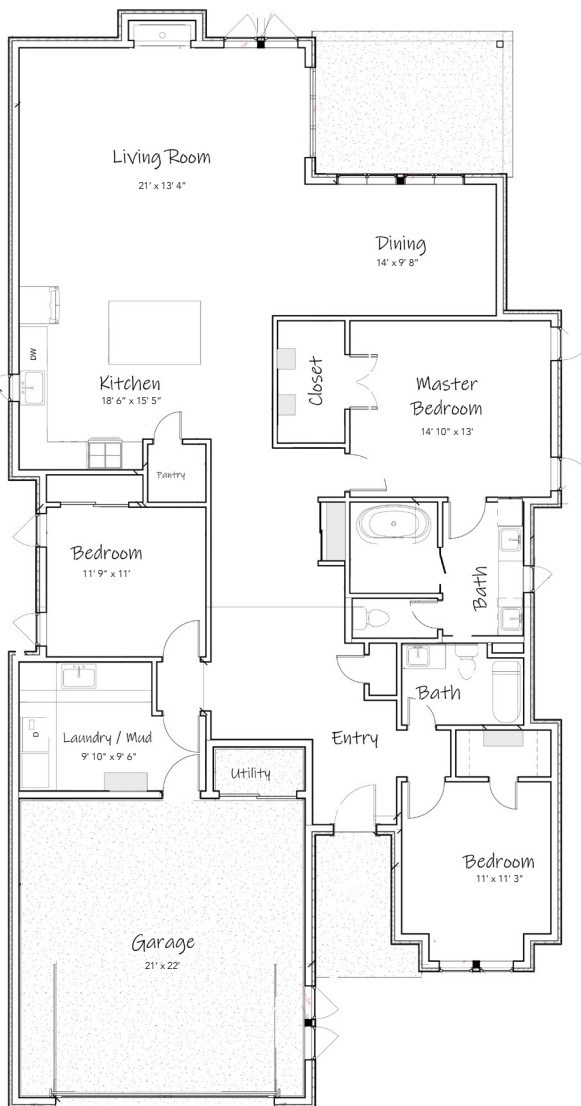 Living Room
21' x 13' 4"
Dining
14' x 9' 8"
DW
Kitchen
18' 6" x 15' 5"
Closet
Master
Bedroom
14' 10" x 13'
Pantry
Bedroom
11' 9" x 11'
Bath
Bath
Laundry / Mud
9' 10" x 9' 6"
D
Entry
Utility
Bedroom
11' x 11' 3"
Garage
21' x 22'